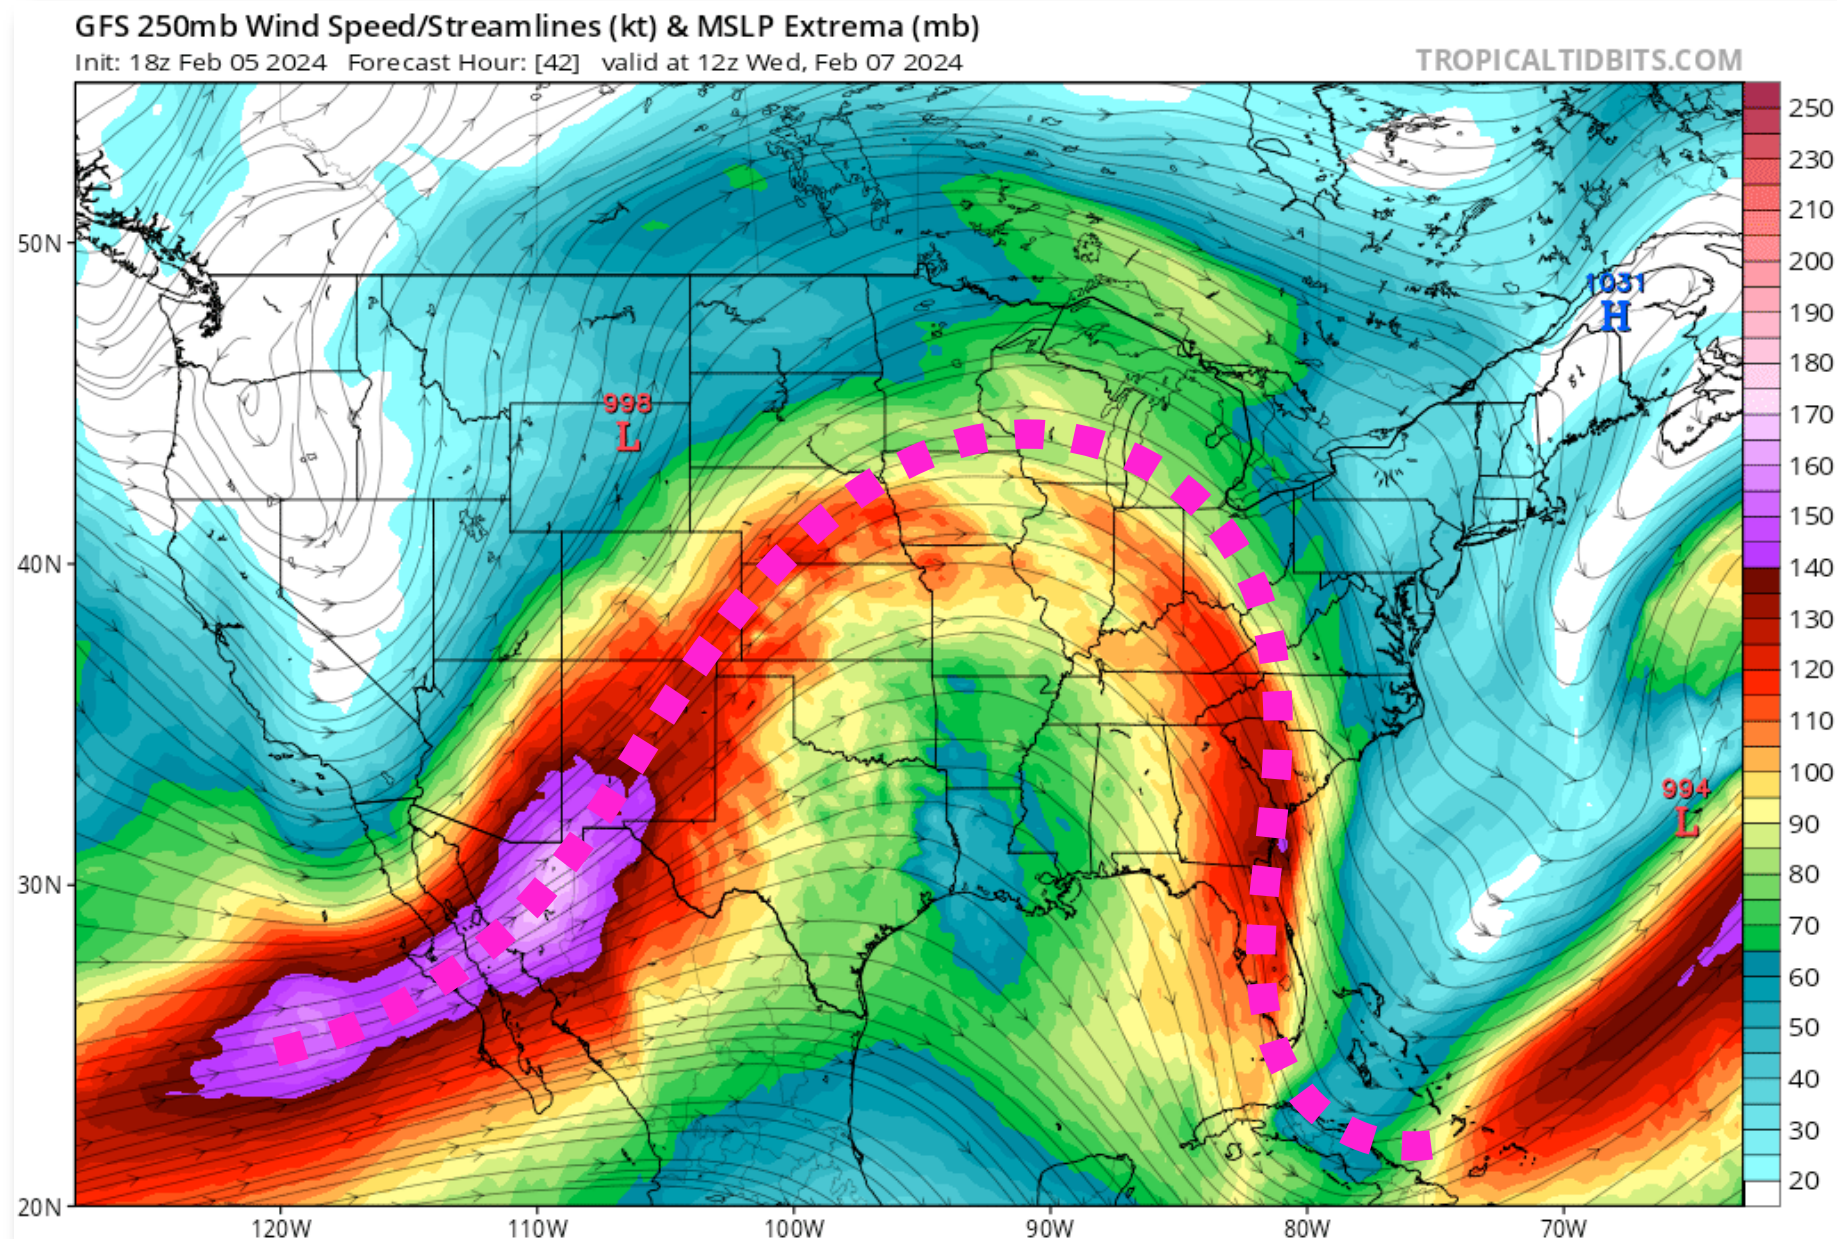 GFS 250mb Wind Speed/Streamlines (kt) & MSLP Extrema (mb)
Init: 18z Feb 05 2024 Forecast Hour: [42] valid at 12z Wed, Feb 07 2024
TROPICALTIDBITS.COM
250
230
210
200
190
180
170
160
150
140
130
120
110
100
90
80
70
60
50
40
30
20
50N
40N
30N
20N
1031
H
998
L
994
L
120W
110W
100W
90W
80W
70W